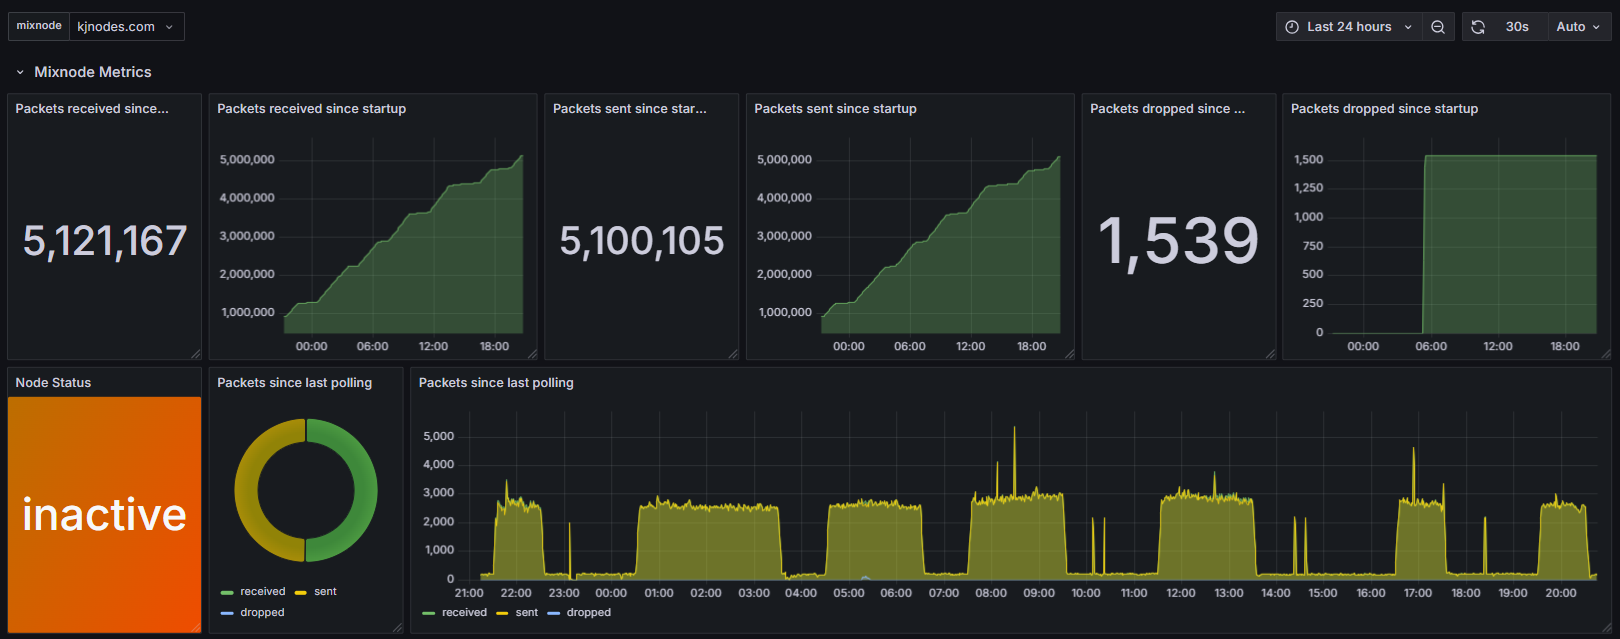 mixnode kjnodes.com Last 24 hours 30s Auto
Mixnode Metrics
Packets received since...
5,121,167
Packets received since startup
5,000,000
4,000,000
3,000,000
2,000,000
1,000,000
00:00 06:00 12:00 18:00
Packets sent since star...
5,100,105
Packets sent since startup
5,000,000
4,000,000
3,000,000
2,000,000
1,000,000
00:00 06:00 12:00 18:00
Packets dropped since ...
1,539
Packets dropped since startup
1,500
1,250
1,000
750
500
250
0
00:00 06:00 12:00 18:00
Node Status
inactive
Packets since last polling
received sent
dropped
Packets since last polling
5,000
4,000
3,000
2,000
1,000
0
21:00 22:00 23:00 00:00 01:00 02:00 03:00 04:00 05:00 06:00 07:00 08:00 09:00 10:00 11:00 12:00 13:00 14:00 15:00 16:00 17:00 18:00 19:00 20:00
received sent dropped